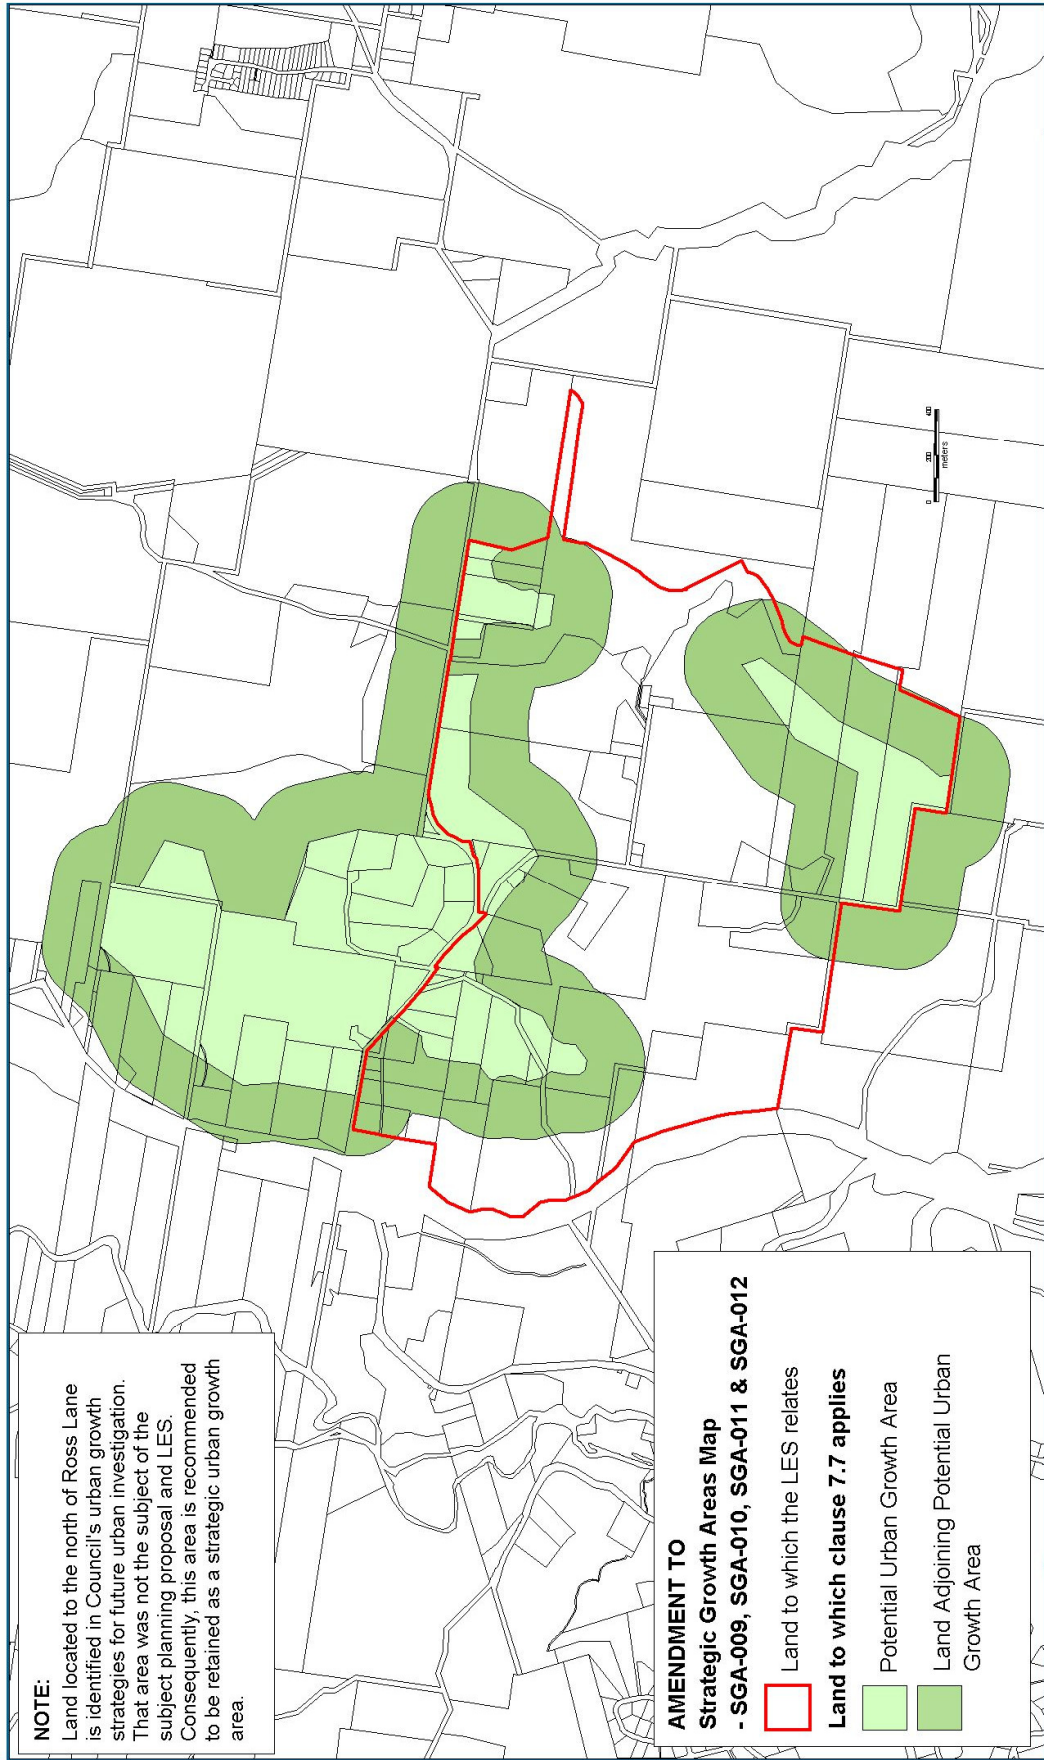 NOTE:
Land located to the north of Ross Lane
is identified in Council's urban growth
strategies for future urban investigation.
That area was not the subject of the
subject planning proposal and LES.
Consequently, this area is recommended
to be retained as a strategic urban growth
area.
AMENDMENT TO
Strategic Growth Areas Map
- SGA-009, SGA-010, SGA-011 & SGA-012
Land to which the LES relates
Land to which clause 7.7 applies
Potential Urban Growth Area
Land Adjoining Potential Urban
Growth Area
0 200 400
meters